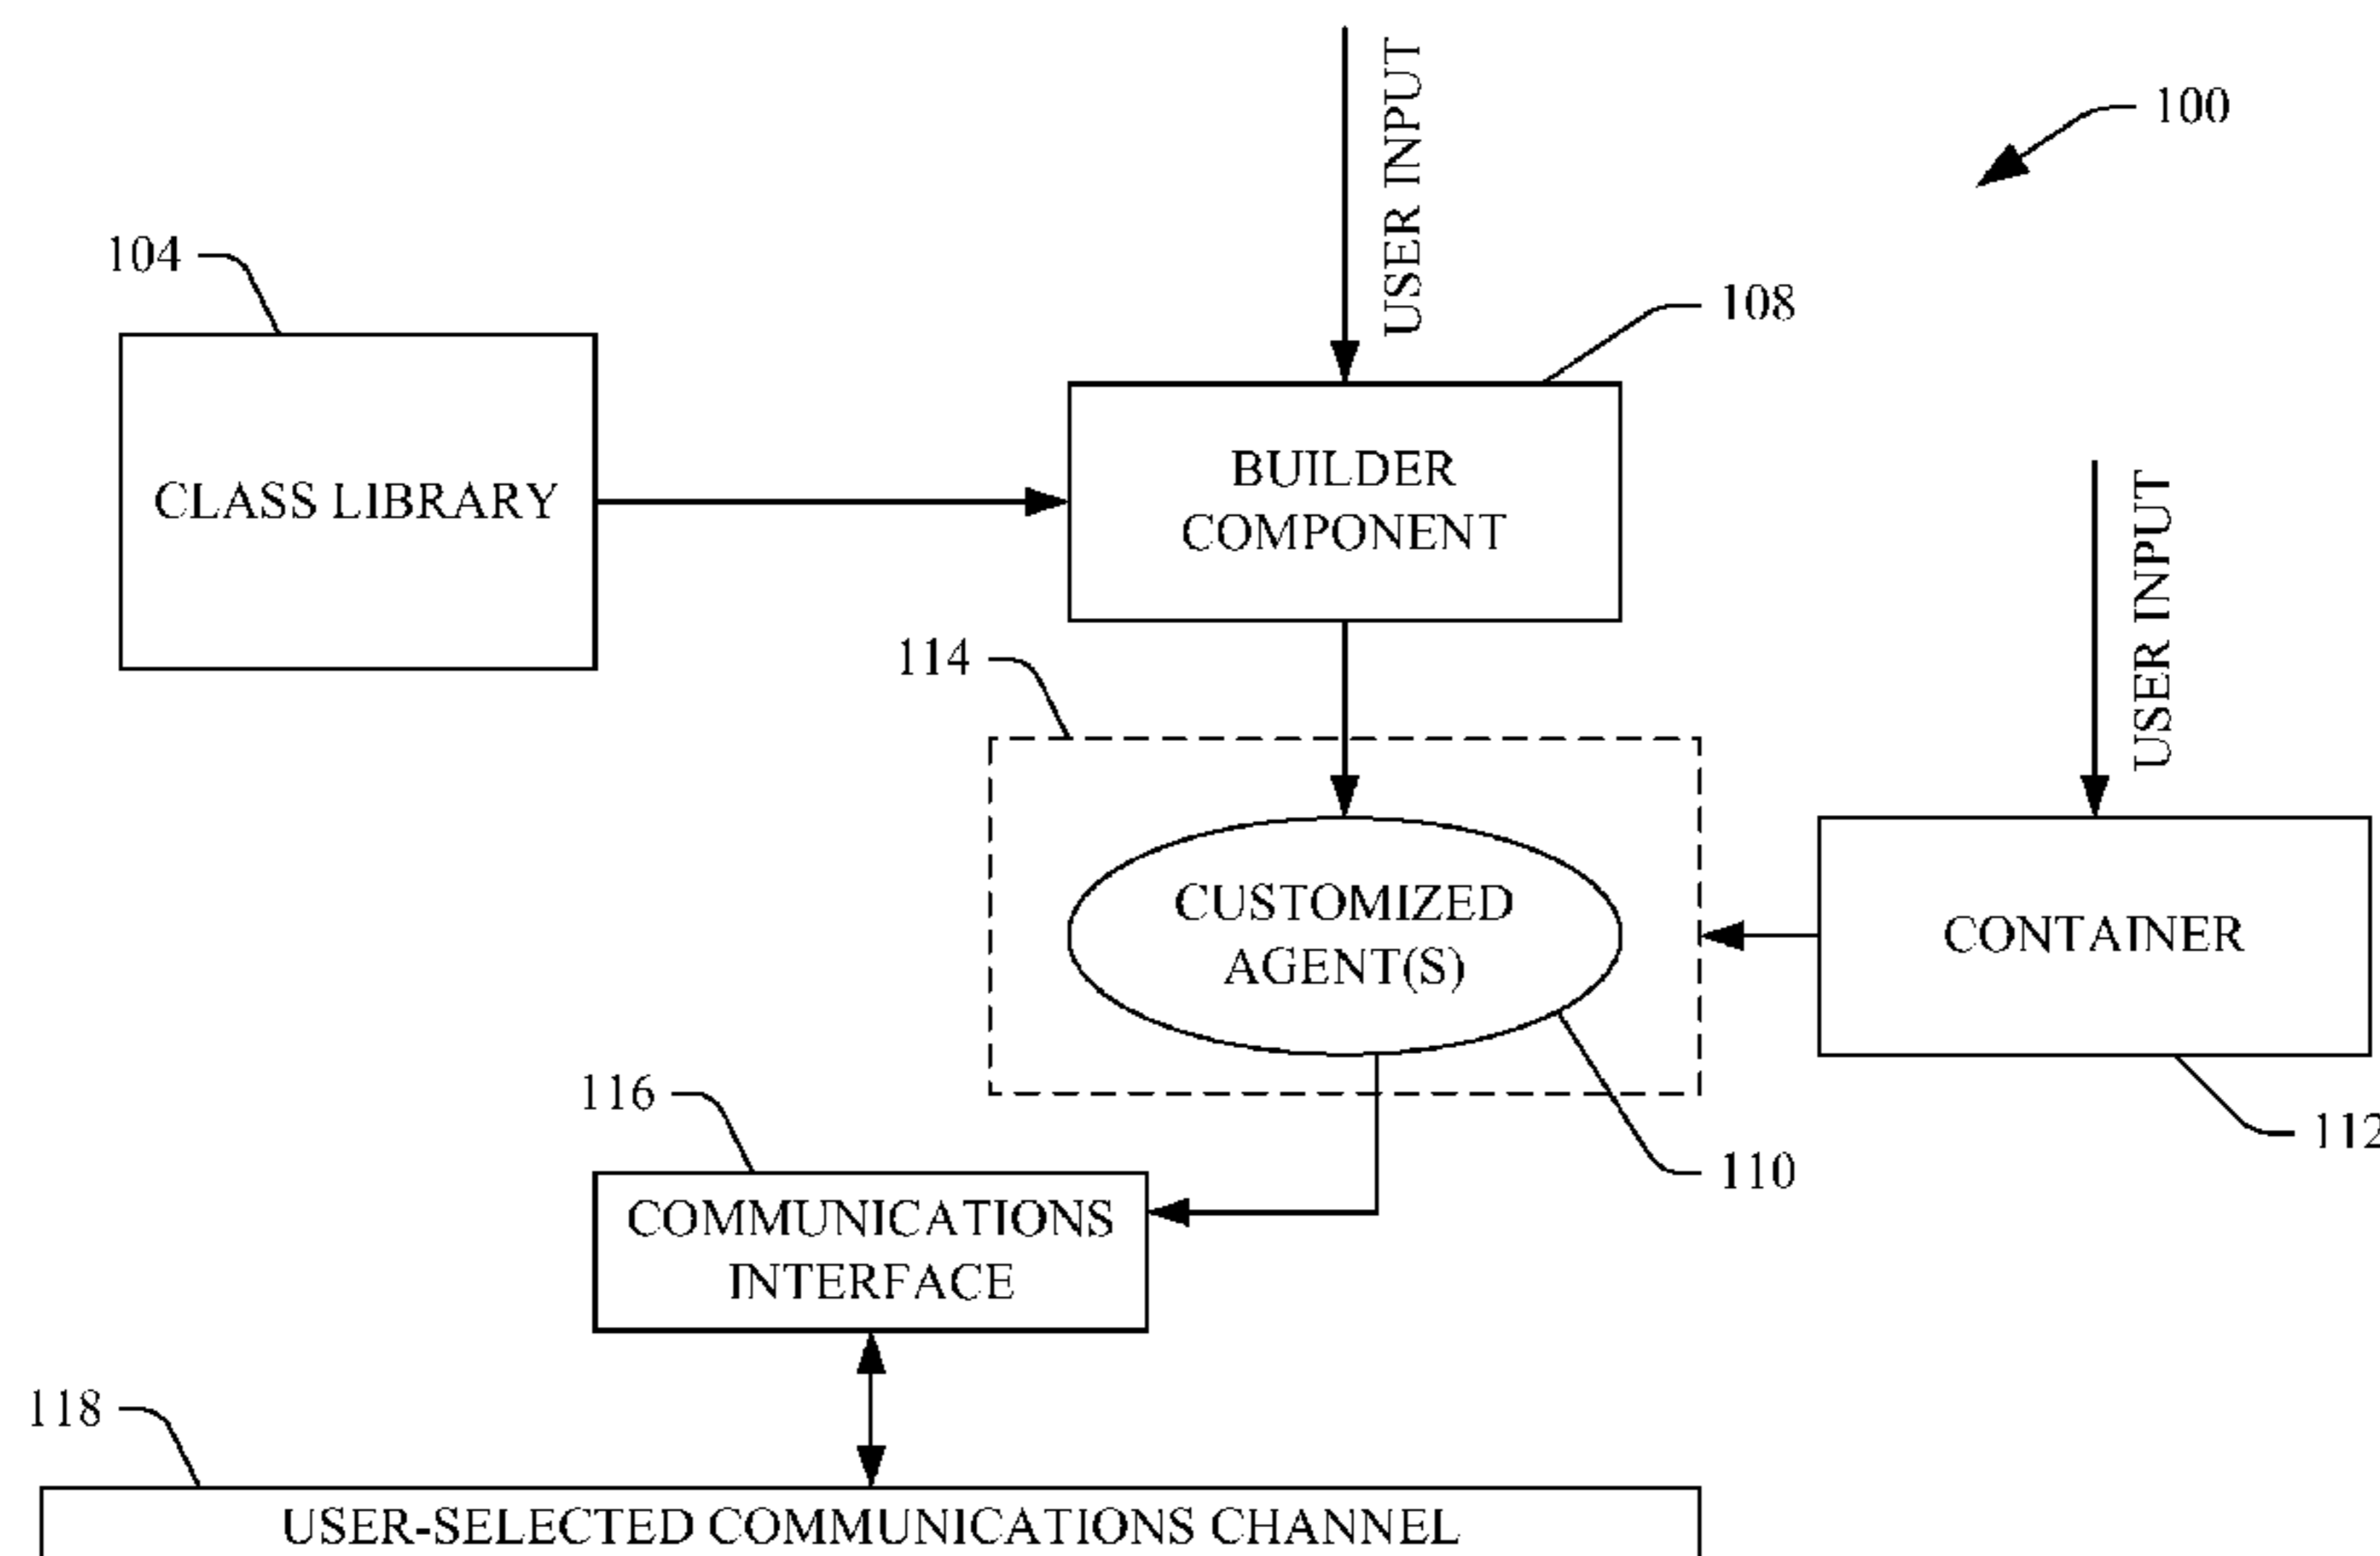 USER INPUT
100
104
108
CLASS LIBRARY
BUILDER
COMPONENT
USER INPUT
114
CUSTOMIZED
AGENT(S)
CONTAINER
116
112
110
COMMUNICATIONS
INTERFACE
118
USER-SELECTED COMMUNICATIONS CHANNEL